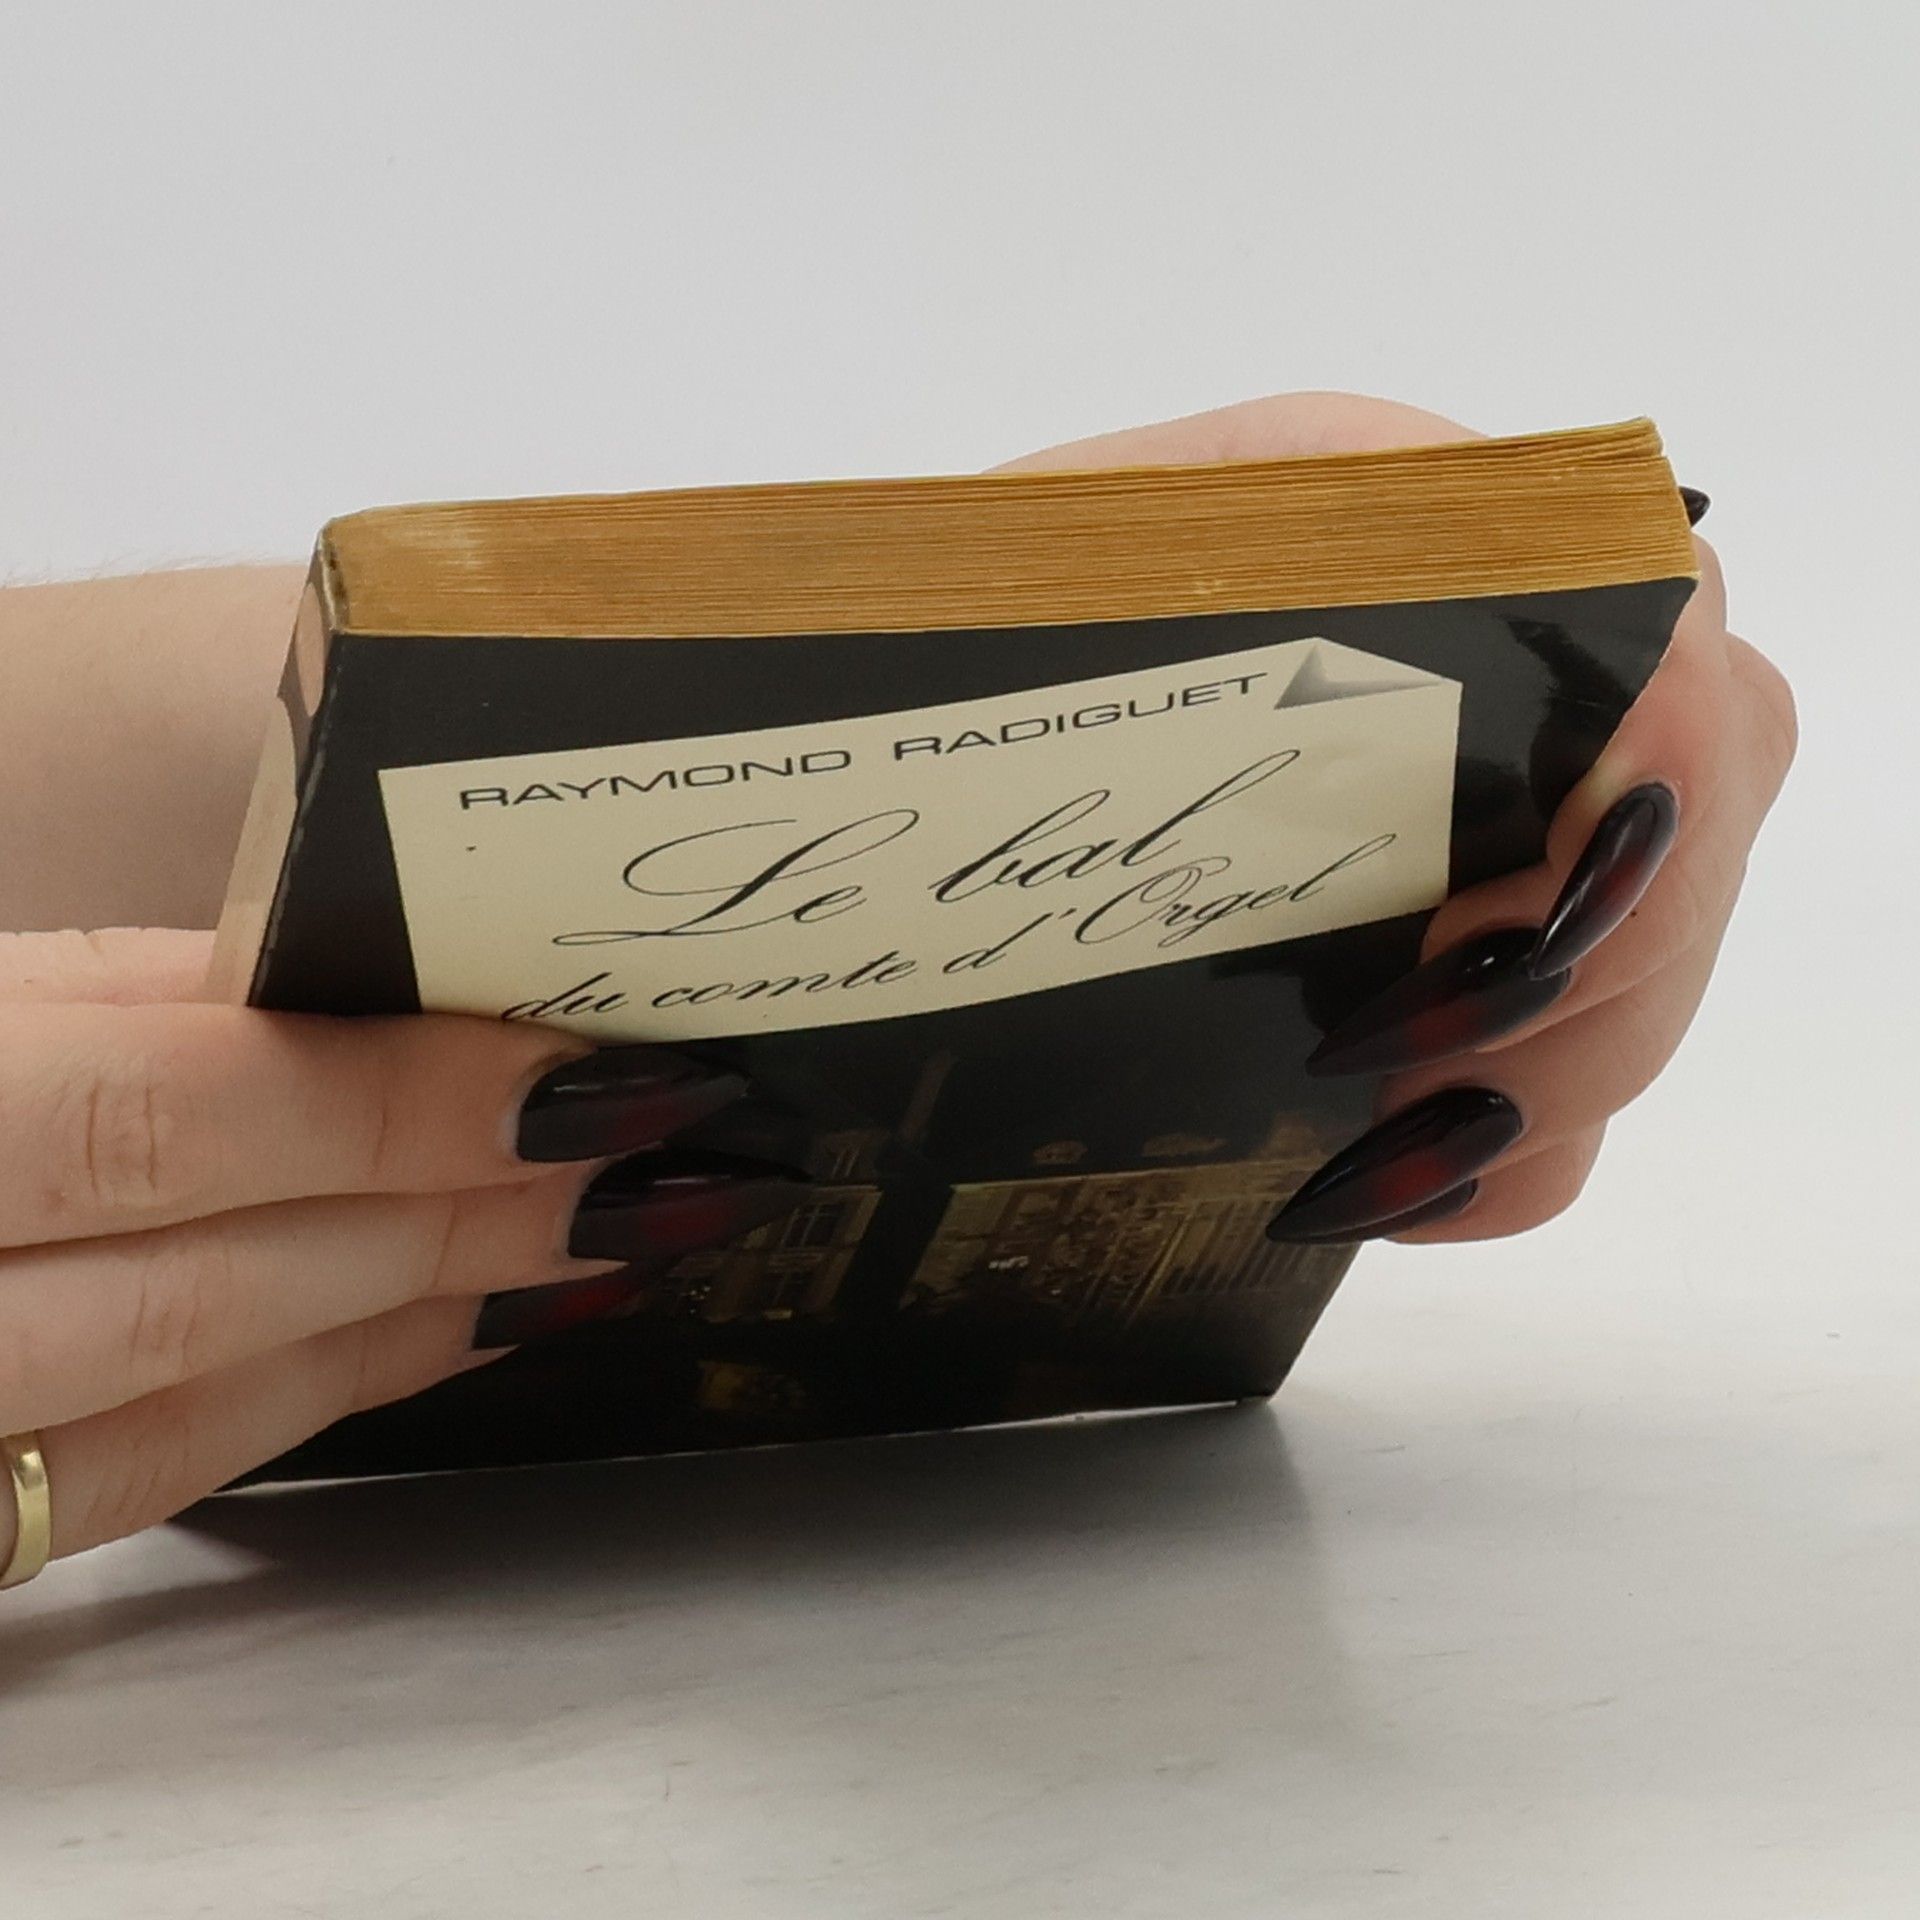 RAYMOND RADIGUET
Le bal
du comte d'Orgel